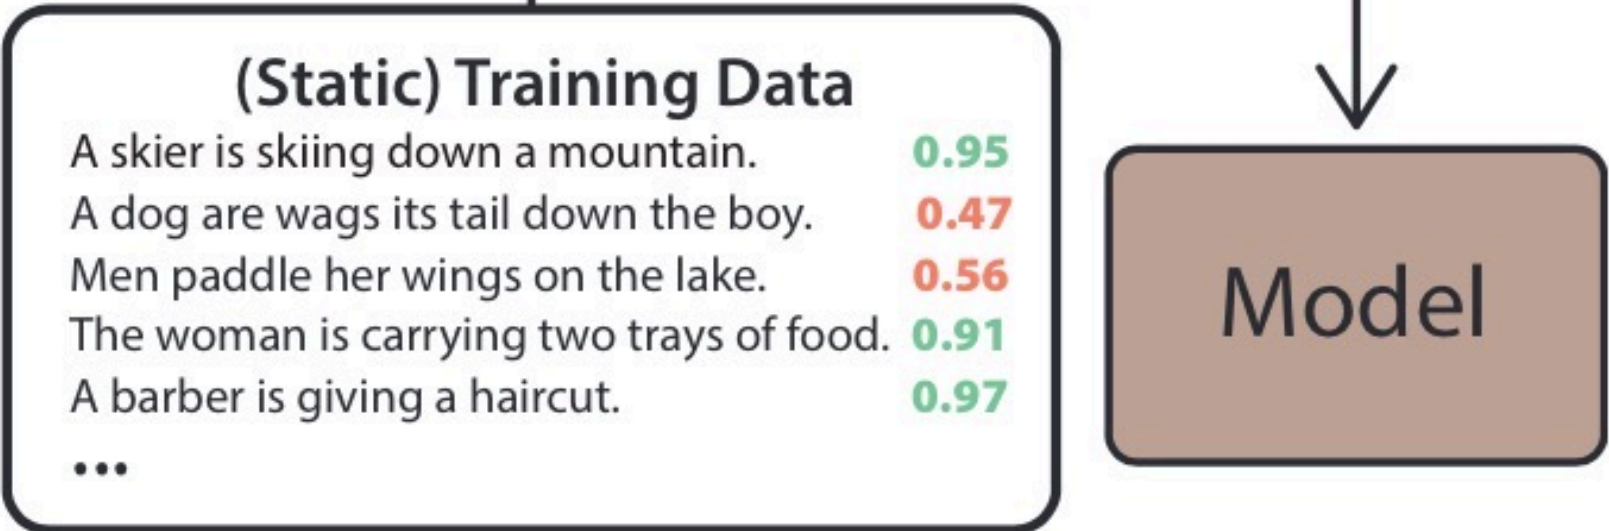 (Static) Training Data
A skier is skiing down a mountain. 0.95
A dog are wags its tail down the boy. 0.47
Men paddle her wings on the lake. 0.56
The woman is carrying two trays of food. 0.91
A barber is giving a haircut. 0.97
...
Model